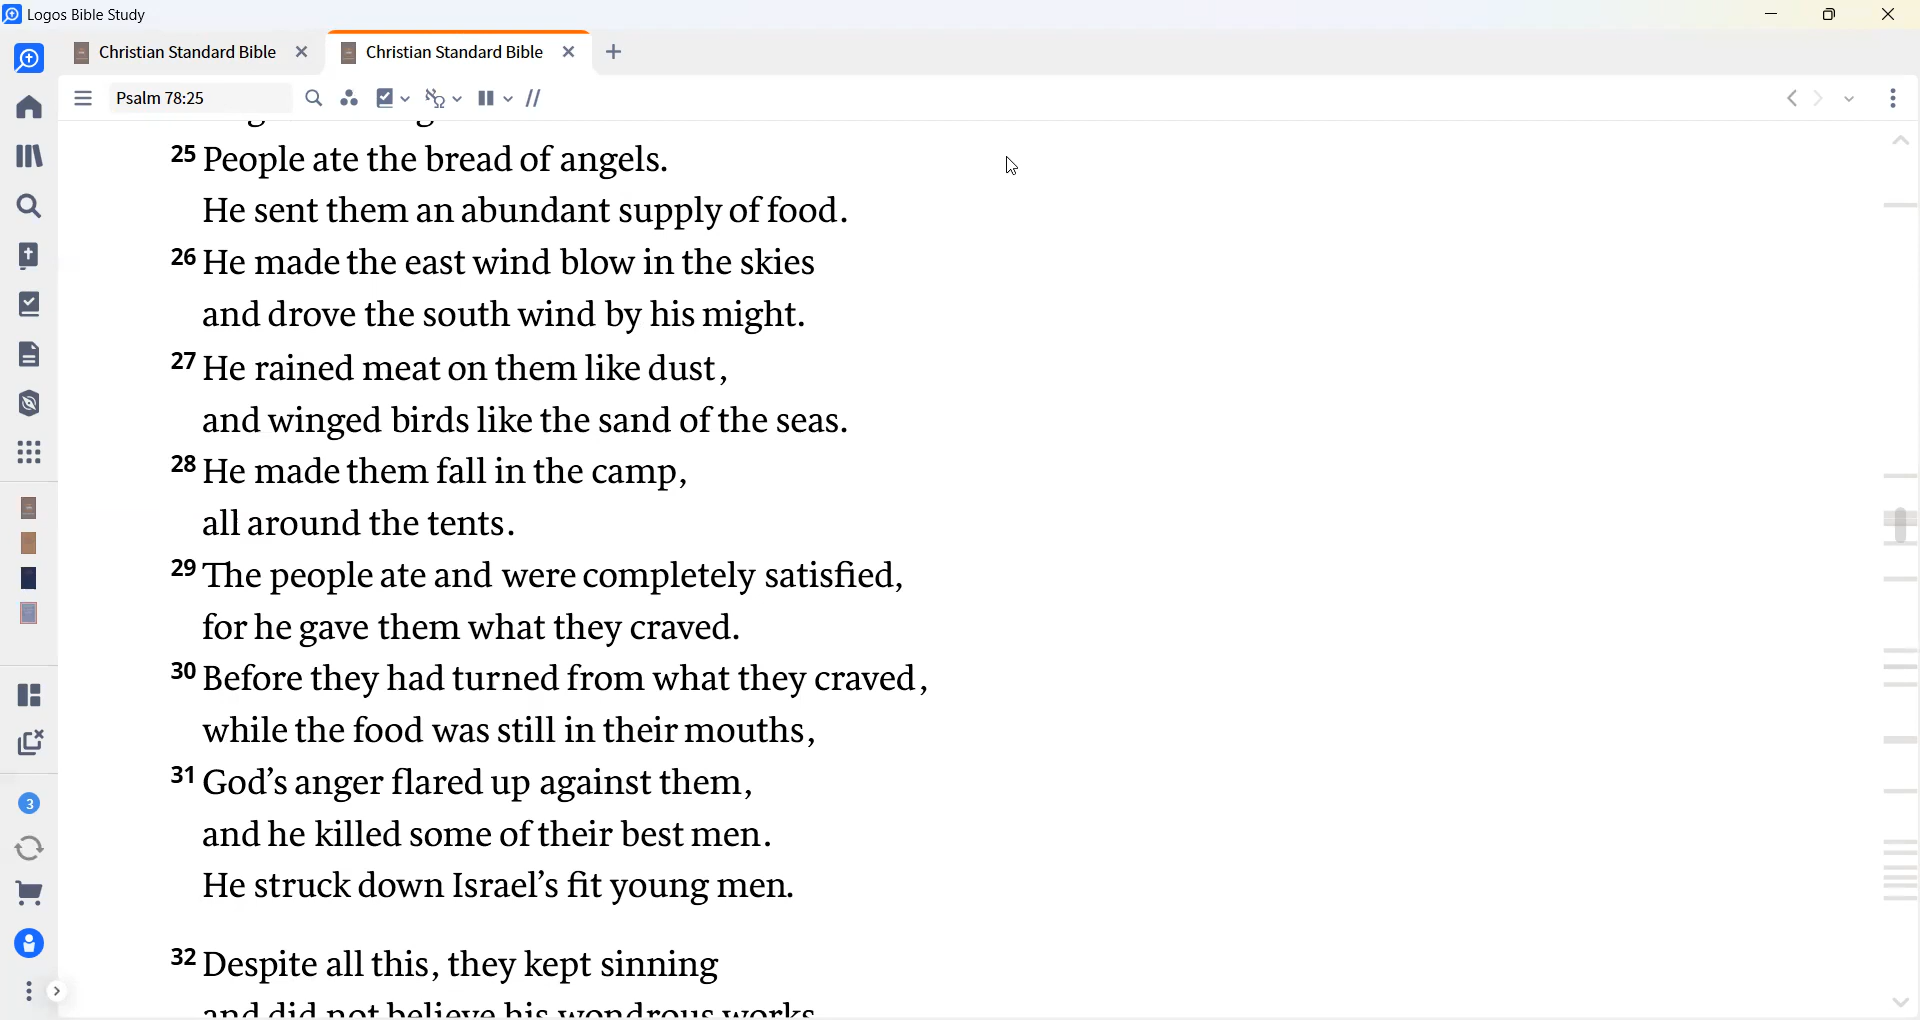 Logos Bible Study
Christian Standard Bible
Christian Standard Bible
Psalm 78:25
25 People ate the bread of angels.
He sent them an abundant supply of food.
26 He made the east wind blow in the skies
and drove the south wind by his might.
27 He rained meat on them like dust,
and winged birds like the sand of the seas.
28 He made them fall in the camp,
all around the tents.
29 The people ate and were completely satisfied,
for he gave them what they craved.
30 Before they had turned from what they craved,
while the food was still in their mouths,
31 God’s anger flared up against them,
and he killed some of their best men.
He struck down Israel’s fit young men.
32 Despite all this, they kept sinning
and did not believe his wondrous works
3